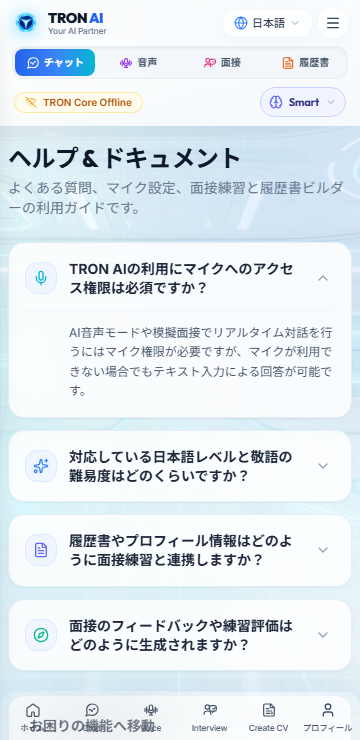 TRON AI
Your AI Partner
日本語
チャット
音声
面接
履歴書
TRON Core Offline
Smart
ヘルプ & ドキュメント
よくある質問、マイク設定、面接練習と履歴書ビルダ
ーの利用ガイドです。
TRON AIの利用にマイクへのアクセ
ス権限は必須ですか？
AI音声モードや模擬面接でリアルタイム対話を行
うにはマイク権限が必要ですが、マイクが利用で
きない場合でもテキスト入力による回答が可能で
す。
対応している日本語レベルと敬語の
難易度はどのくらいですか？
履歴書やプロフィール情報はどのよ
うに面接練習と連携しますか？
面接のフィードバックや練習評価は
どのように生成されますか？
お困りの機能へ移動
Interview
Create CV
プロフィール